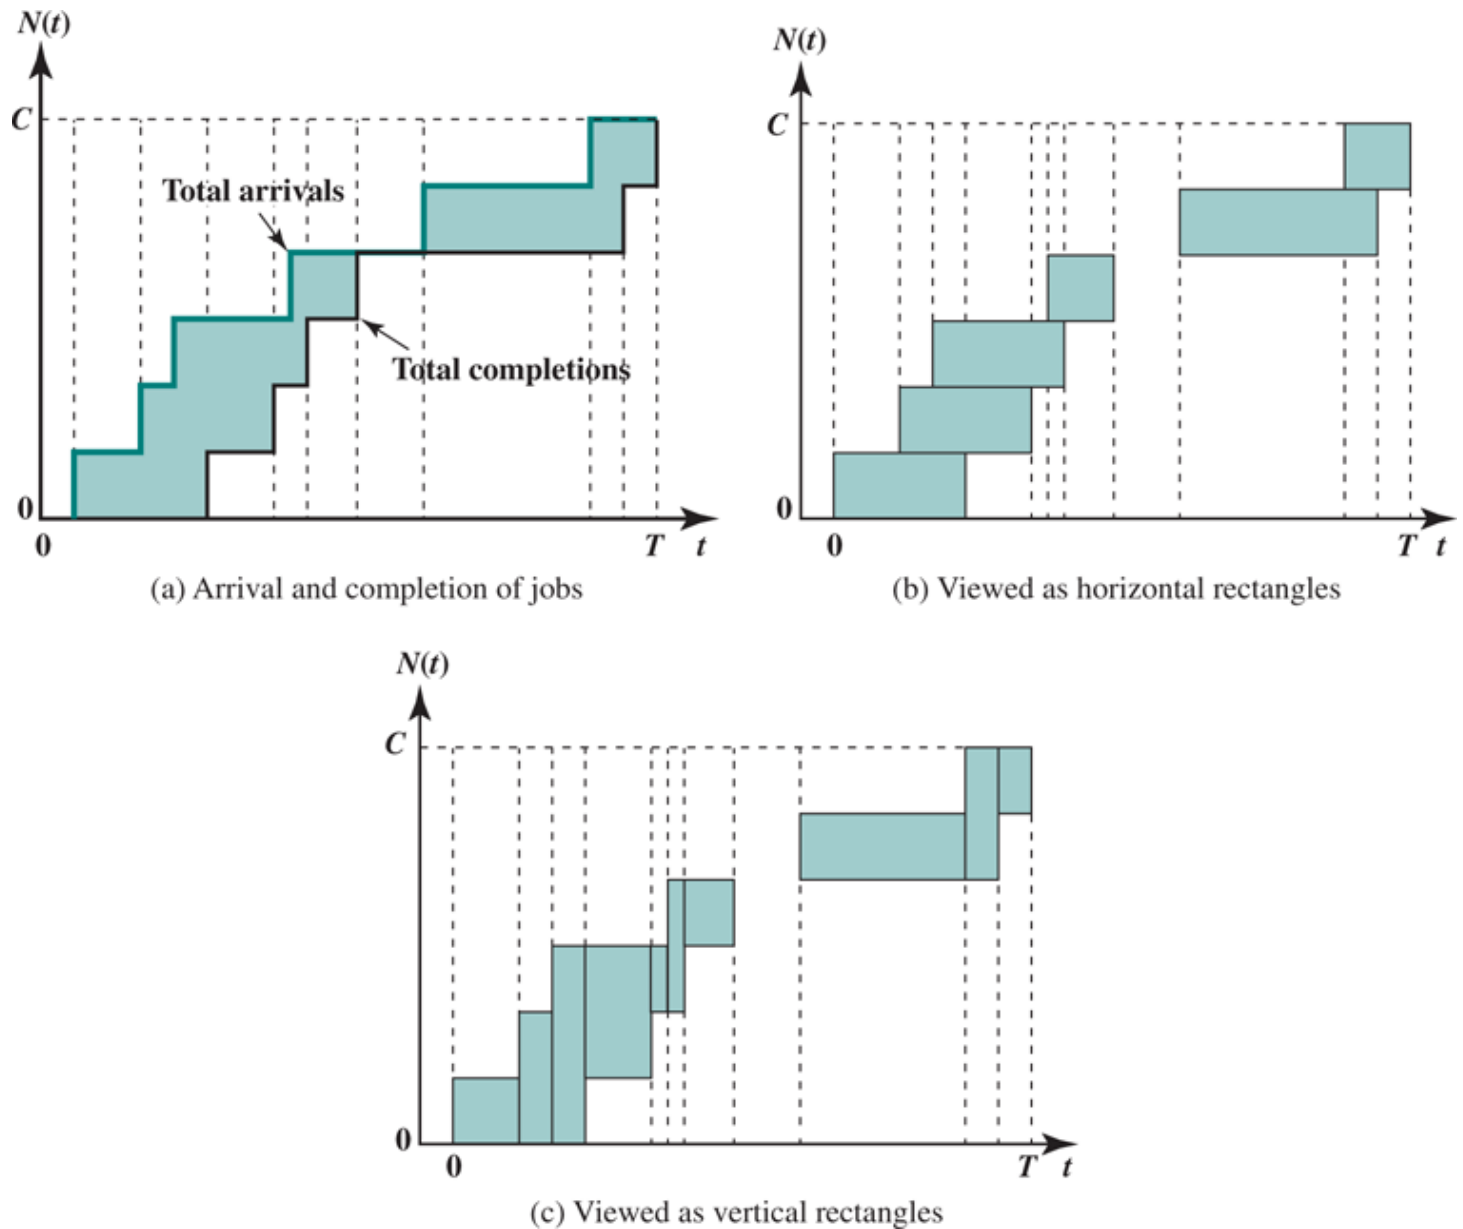 N(t)
C
Total arrivals
Total completions
0
0
T
t
(a) Arrival and completion of jobs
N(t)
C
0
0
T
t
(b) Viewed as horizontal rectangles
N(t)
C
0
0
T
t
(c) Viewed as vertical rectangles